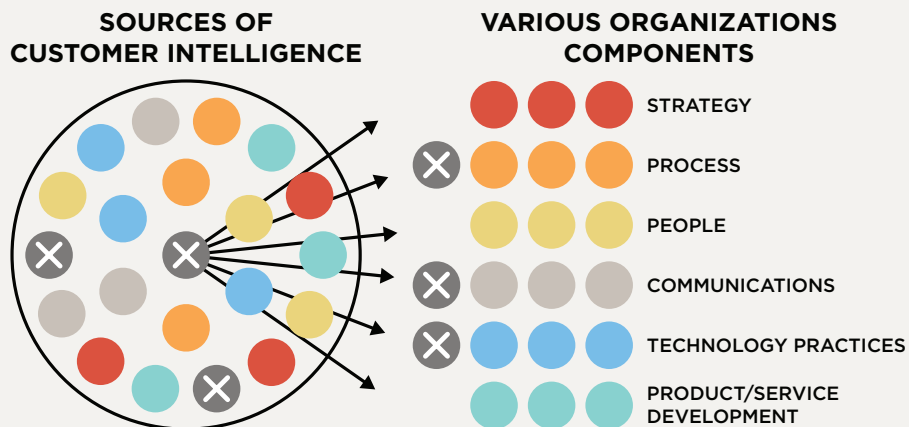 SOURCES OF
CUSTOMER INTELLIGENCE
VARIOUS ORGANIZATIONS
COMPONENTS
STRATEGY
PROCESS
PEOPLE
COMMUNICATIONS
TECHNOLOGY PRACTICES
PRODUCT/SERVICE
DEVELOPMENT